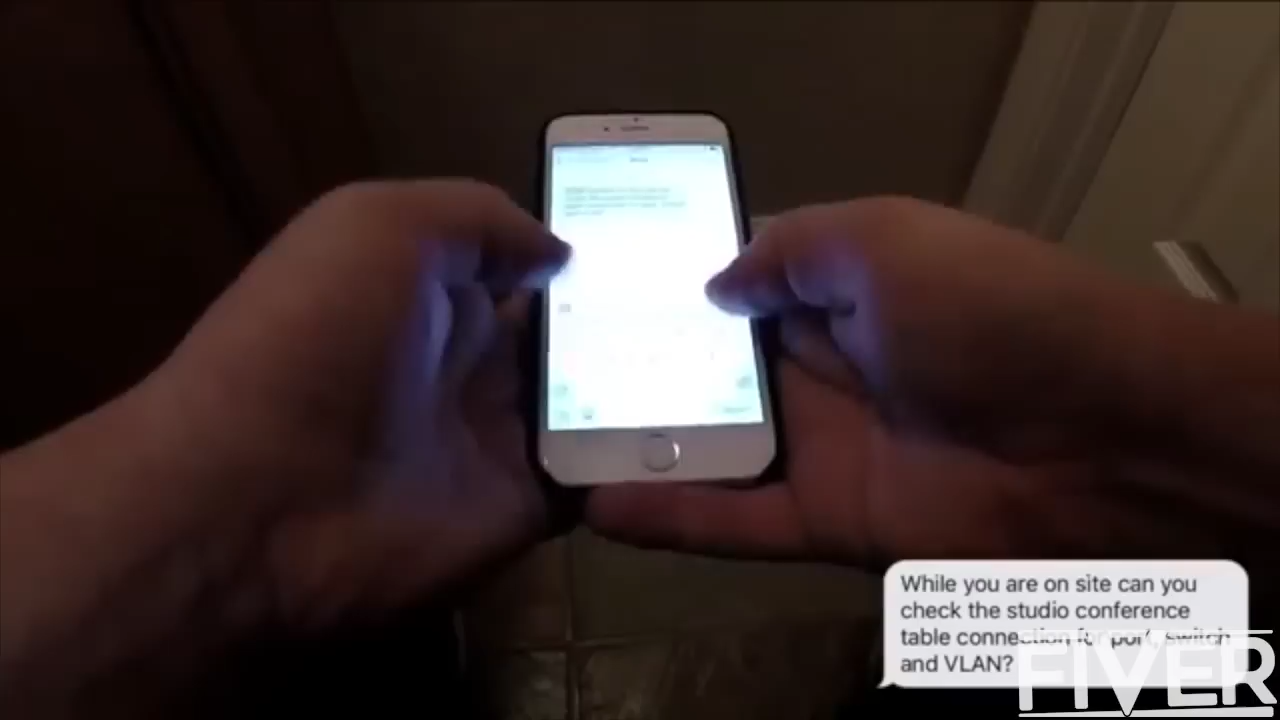 While you are on site can you
check the studio conference
table connection for port, switch
and VLAN?
FIVER